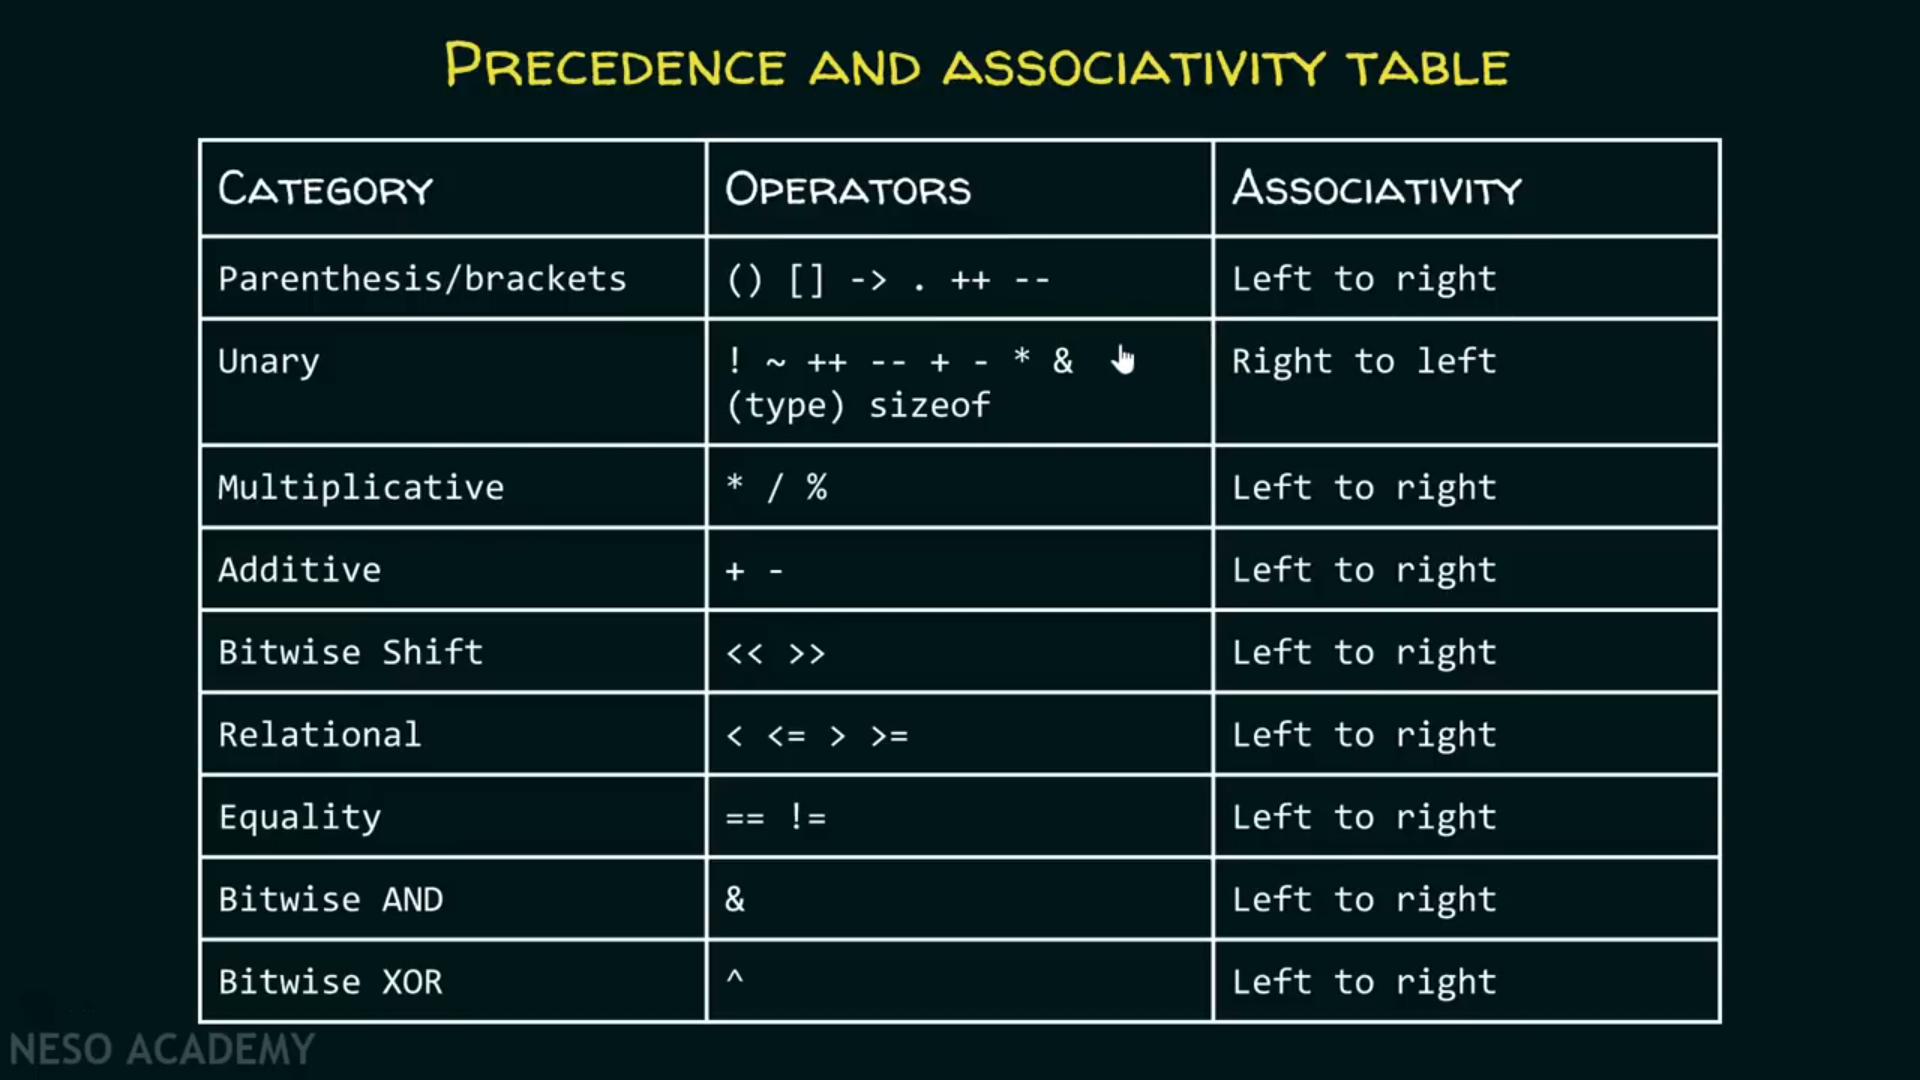 PRECEDENCE AND ASSOCIATIVITY TABLE
CATEGORY OPERATORS ASSOCIATIVITY
Parenthesis/brackets () [] -> . ++ -- Left to right
Unary ! ~ ++ -- + - * & Right to left
(type) sizeof
Multiplicative * / % Left to right
Additive + - Left to right
Bitwise Shift << >> Left to right
Relational < <= > >= Left to right
Equality == != Left to right
Bitwise AND & Left to right
Bitwise XOR ^ Left to right
NESO ACADEMY